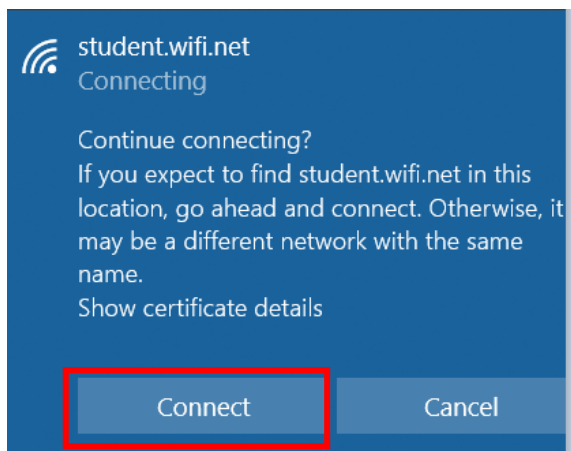 student.wifi.net
Connecting
Continue connecting?
If you expect to find student.wifi.net in this
location, go ahead and connect. Otherwise, it
may be a different network with the same
name.
Show certificate details
Connect
Cancel